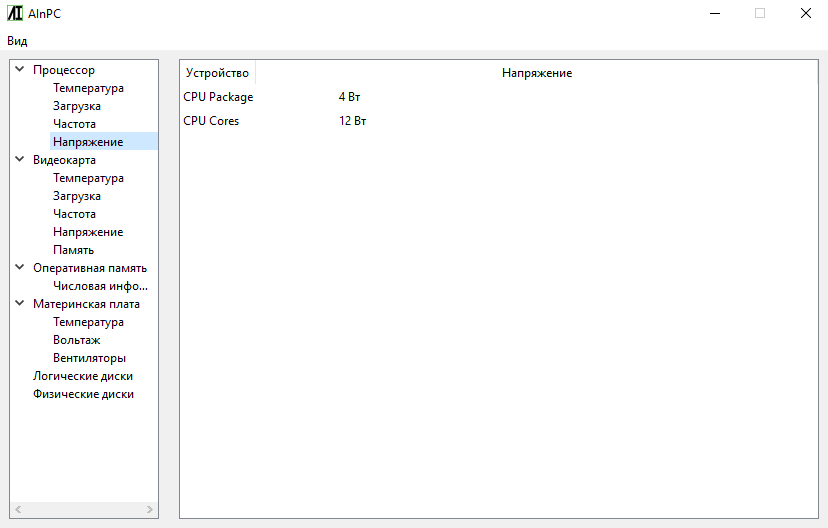 AInPC
Вид
Процессор
Температура
Загрузка
Частота
Напряжение
Видеокарта
Температура
Загрузка
Частота
Напряжение
Память
Оперативная память
Числовая инфо...
Материнская плата
Температура
Вольтаж
Вентиляторы
Логические диски
Физические диски
Устройство Напряжение
CPU Package 4 Вт
CPU Cores 12 Вт